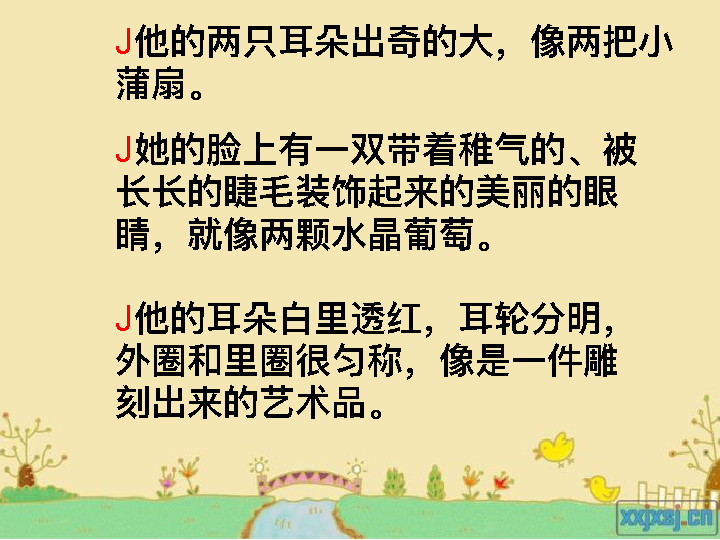 J他的两只耳朵出奇的大，像两把小
蒲扇。
J她的脸上有一双带着稚气的、被
长长的睫毛装饰起来的美丽的眼
睛，就像两颗水晶葡萄。
J他的耳朵白里透红，耳轮分明，
外圈和里圈很匀称，像是一件雕
刻出来的艺术品。
xxjxsj.cn